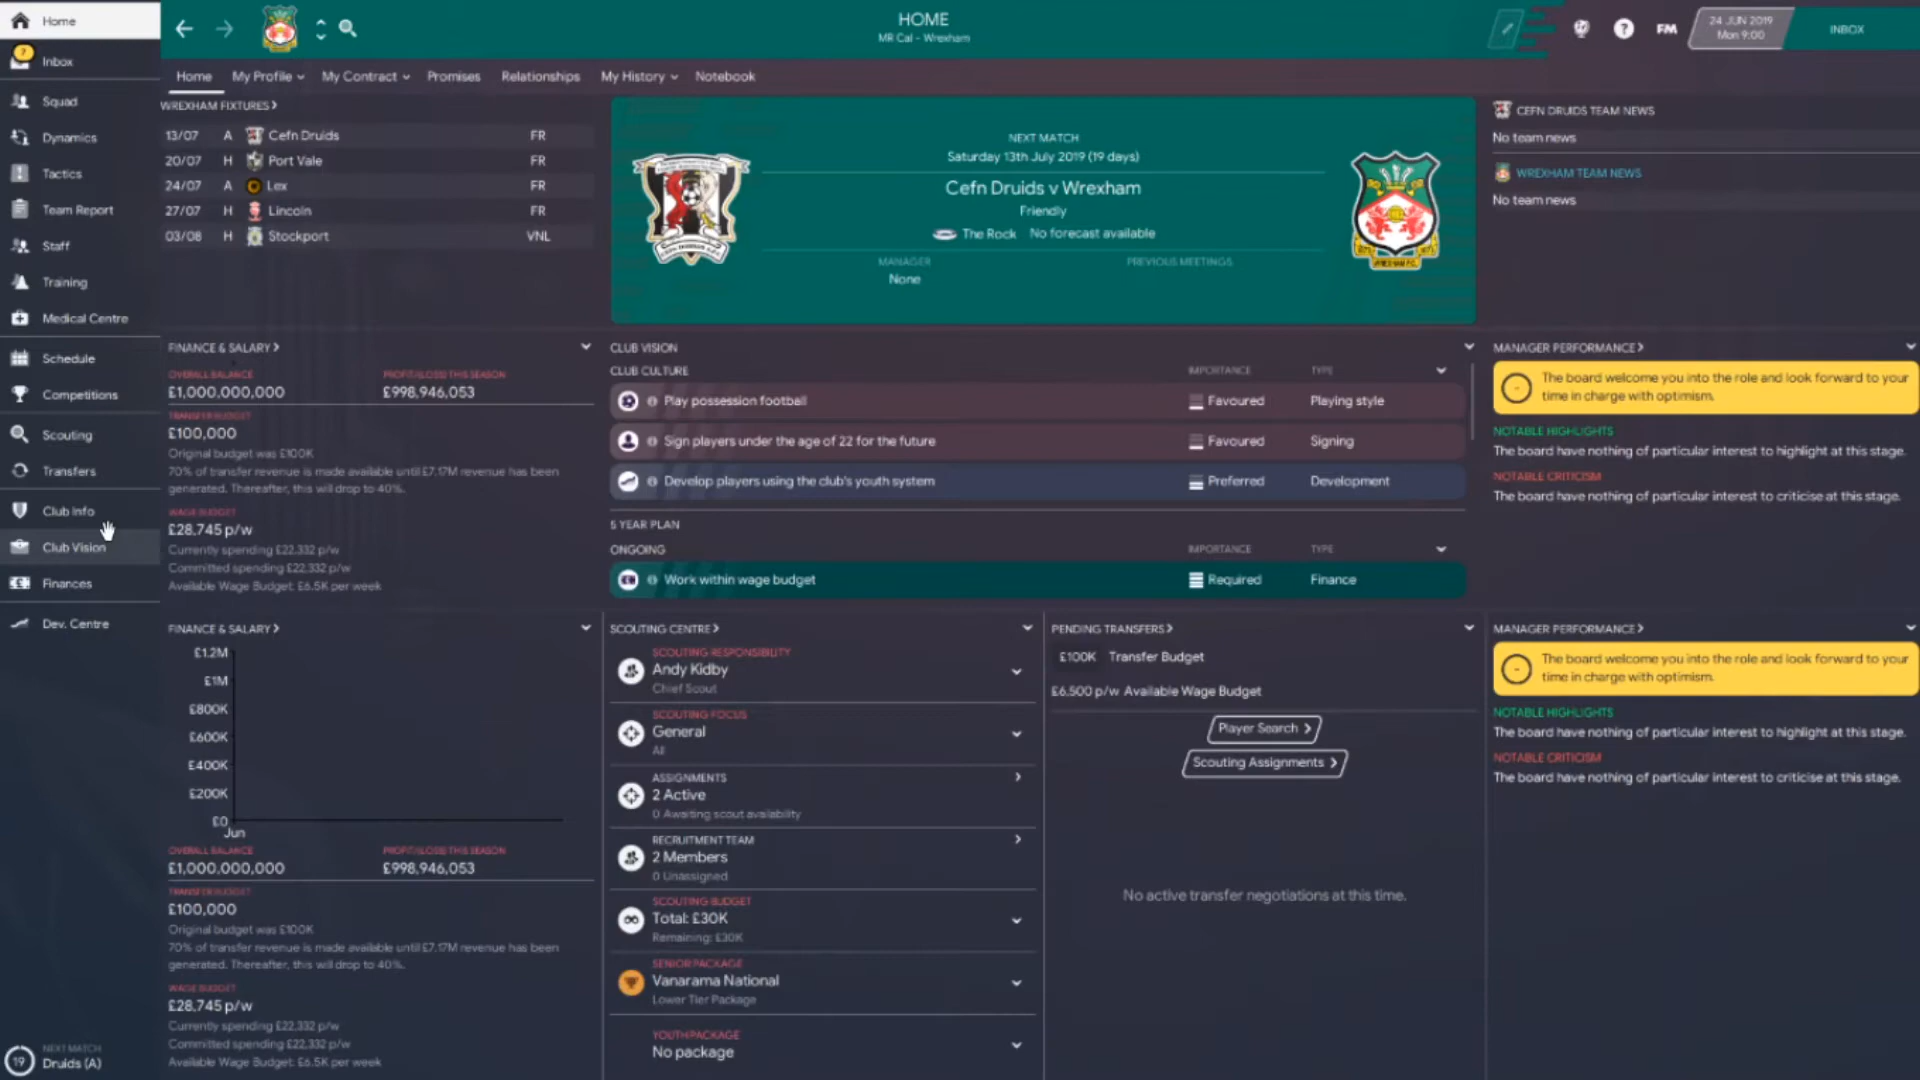 Home
HOME
MR Cal - Wrexham
24 JUN 2019
Mon 9:00
INBOX
FM
?
7
Inbox
Squad
Dynamics
Tactics
Team Report
Staff
Training
Medical Centre
Schedule
Competitions
Scouting
Transfers
Club Info
Club Vision
Finances
Dev. Centre
19
NEXT MATCH
Druids (A)
Home
My Profile
My Contract
Promises
Relationships
My History
Notebook
WREXHAM FIXTURES >
13/07 A Cefn Druids FR
20/07 H Port Vale FR
24/07 A Lex FR
27/07 H Lincoln FR
03/08 H Stockport VNL
NEXT MATCH
Saturday 13th July 2019 (19 days)
Cefn Druids v Wrexham
Friendly
The Rock No forecast available
MANAGER
None
PREVIOUS MEETINGS
WREXHAM F.C.
CEFN DRUIDS TEAM NEWS
No team news
WREXHAM TEAM NEWS
No team news
FINANCE & SALARY >
OVERALL BALANCE PROFIT/(LOSS) THIS SEASON
£1,000,000,000 £998,946,053
TRANSFER BUDGET
£100,000
Original budget was £100K
70% of transfer revenue is made available until £7.17M revenue has been
generated. Thereafter, this will drop to 40%.
WAGE BUDGET
£28,745 p/w
Currently spending £22,332 p/w
Committed spending £22,332 p/w
Available Wage Budget: £6.5K per week
CLUB VISION
CLUB CULTURE IMPORTANCE TYPE
Play possession football Favoured Playing style
Sign players under the age of 22 for the future Favoured Signing
Develop players using the club's youth system Preferred Development
5 YEAR PLAN
ONGOING IMPORTANCE TYPE
Work within wage budget Required Finance
MANAGER PERFORMANCE >
The board welcome you into the role and look forward to your
time in charge with optimism.
NOTABLE HIGHLIGHTS
The board have nothing of particular interest to highlight at this stage.
NOTABLE CRITICISM
The board have nothing of particular interest to criticise at this stage.
FINANCE & SALARY >
£1.2M
£1M
£800K
£600K
£400K
£200K
£0
Jun
OVERALL BALANCE PROFIT/(LOSS) THIS SEASON
£1,000,000,000 £998,946,053
TRANSFER BUDGET
£100,000
Original budget was £100K
70% of transfer revenue is made available until £7.17M revenue has been
generated. Thereafter, this will drop to 40%.
WAGE BUDGET
£28,745 p/w
Currently spending £22,332 p/w
Committed spending £22,332 p/w
Available Wage Budget: £6.5K per week
SCOUTING CENTRE >
SCOUTING RESPONSIBILITY
Andy Kidby
Chief Scout
SCOUTING FOCUS
General
All
ASSIGNMENTS
2 Active
0 Awaiting scout availability
RECRUITMENT TEAM
2 Members
0 Unassigned
SCOUTING BUDGET
Total: £30K
Remaining: £30K
SENIOR PACKAGE
Vanarama National
Lower Tier Package
YOUTH PACKAGE
No package
PENDING TRANSFERS >
£100K Transfer Budget
£6,500 p/w Available Wage Budget
Player Search >
Scouting Assignments >
No active transfer negotiations at this time.
MANAGER PERFORMANCE >
The board welcome you into the role and look forward to your
time in charge with optimism.
NOTABLE HIGHLIGHTS
The board have nothing of particular interest to highlight at this stage.
NOTABLE CRITICISM
The board have nothing of particular interest to criticise at this stage.